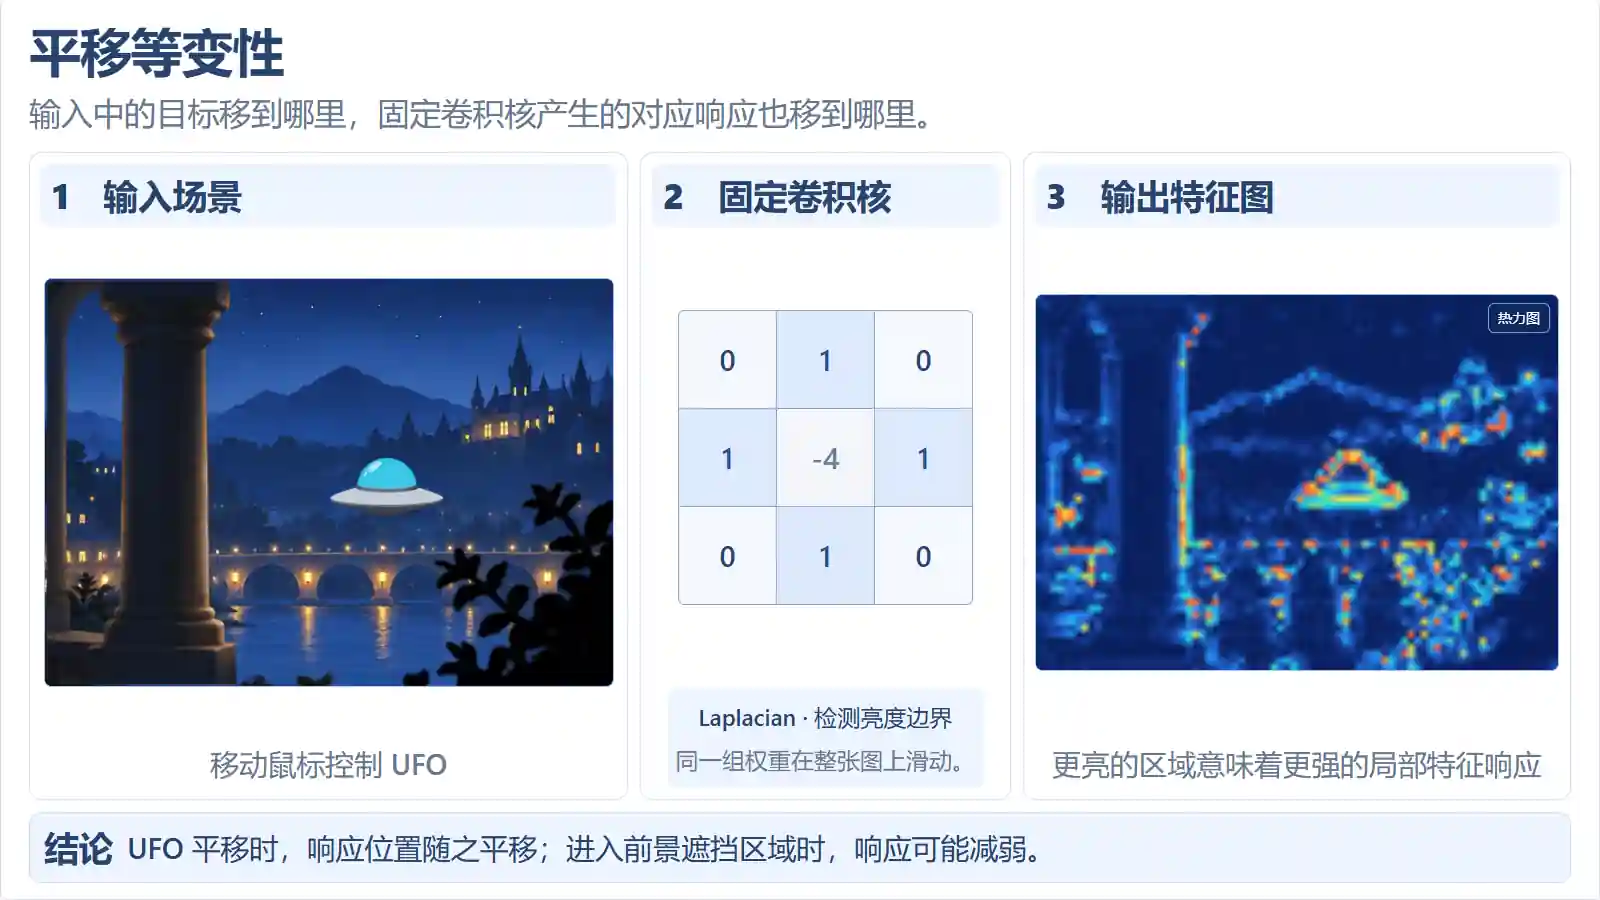 平移等变性
输入中的目标移到哪里，固定卷积核产生的对应响应也移到哪里。
1 输入场景
移动鼠标控制 UFO
2 固定卷积核
0 1 0
1 -4 1
0 1 0
Laplacian · 检测亮度边界
同一组权重在整张图上滑动。
3 输出特征图
热力图
更亮的区域意味着更强的局部特征响应
结论 UFO 平移时，响应位置随之平移；进入前景遮挡区域时，响应可能减弱。